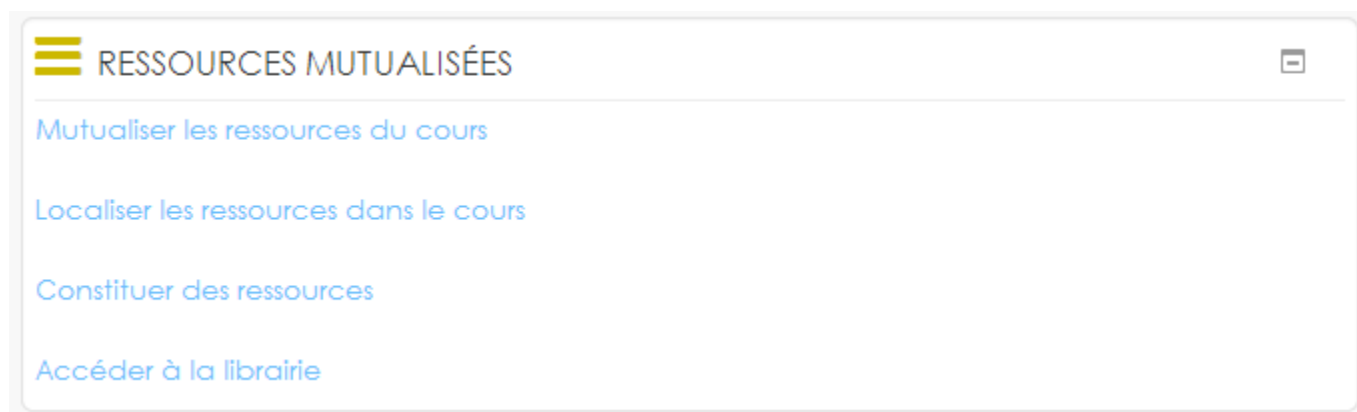 RESSOURCES MUTUALISÉES
Mutualiser les ressources du cours
Localiser les ressources dans le cours
Constituer des ressources
Accéder à la librairie